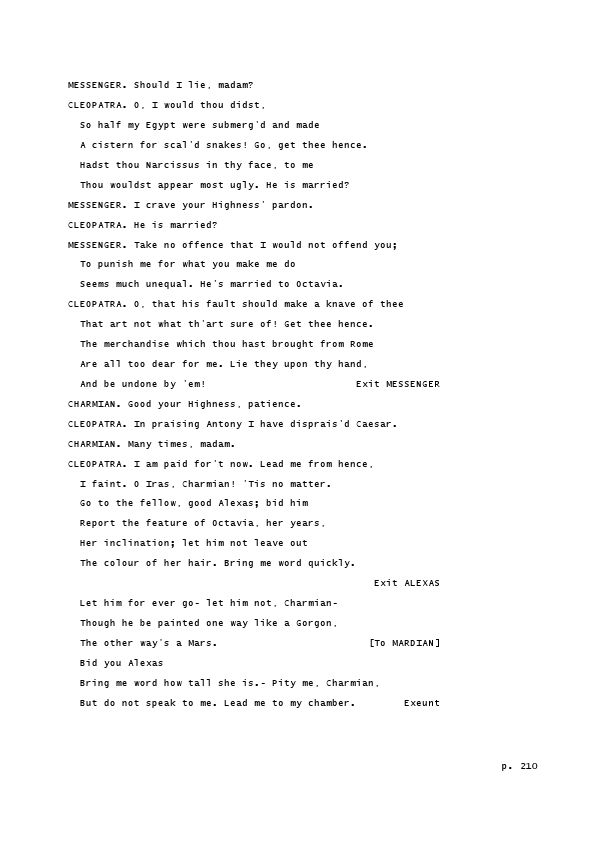 MESSENGER. Should I lie, madam?
CLEOPATRA. O, I would thou didst,
So half my Egypt were submerg'd and made
A cistern for scal'd snakes! Go, get thee hence.
Hadst thou Narcissus in thy face, to me
Thou wouldst appear most ugly. He is married?
MESSENGER. I crave your Highness' pardon.
CLEOPATRA. He is married?
MESSENGER. Take no offence that I would not offend you;
To punish me for what you make me do
Seems much unequal. He's married to Octavia.
CLEOPATRA. O, that his fault should make a knave of thee
That art not what th'art sure of! Get thee hence.
The merchandise which thou hast brought from Rome
Are all too dear for me. Lie they upon thy hand,
And be undone by 'em! Exit MESSENGER
CHARMIAN. Good your Highness, patience.
CLEOPATRA. In praising Antony I have disprais'd Caesar.
CHARMIAN. Many times, madam.
CLEOPATRA. I am paid for't now. Lead me from hence,
I faint. O Iras, Charmian! 'Tis no matter.
Go to the fellow, good Alexas; bid him
Report the feature of Octavia, her years,
Her inclination; let him not leave out
The colour of her hair. Bring me word quickly.
Exit ALEXAS
Let him for ever go- let him not, Charmian-
Though he be painted one way like a Gorgon,
The other way's a Mars. [To MARDIAN]
Bid you Alexas
Bring me word how tall she is.- Pity me, Charmian,
But do not speak to me. Lead me to my chamber. Exeunt
p. 210